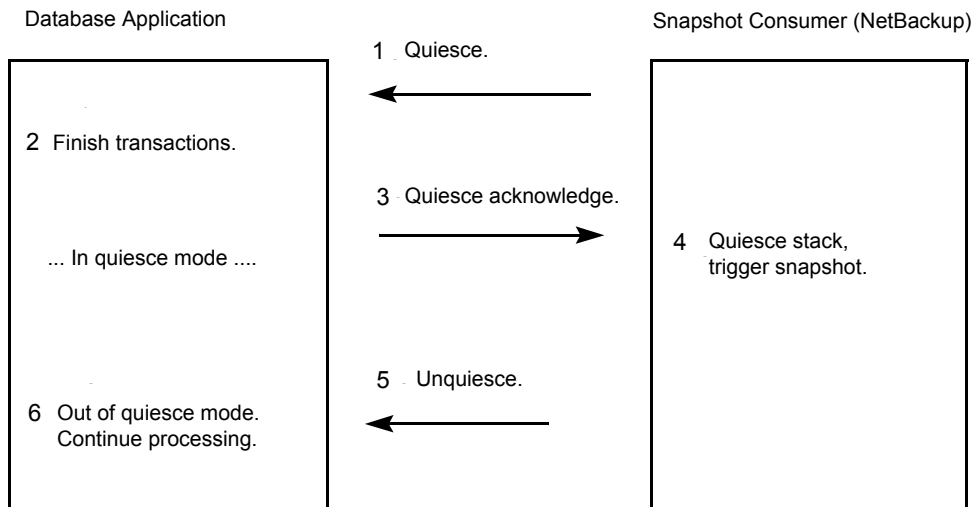 Database Application
Snapshot Consumer (NetBackup)
1 Quiesce.
2 Finish transactions.
3 Quiesce acknowledge.
... In quiesce mode ....
4 Quiesce stack,
trigger snapshot.
5 Unquiesce.
6 Out of quiesce mode.
Continue processing.